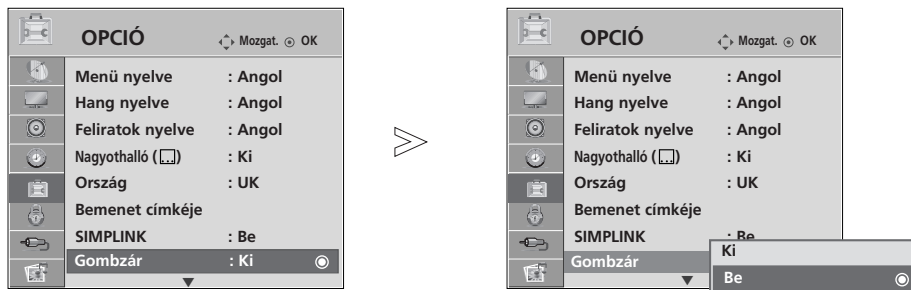 OPCIÓ
Mozgat. OK
Menü nyelve : Angol
Hang nyelve : Angol
Feliratok nyelve : Angol
Nagyothalló ( ) : Ki
Ország : UK
Bemenet címkéje
SIMPLINK : Be
Gombzár : Ki
OPCIÓ
Mozgat. OK
Menü nyelve : Angol
Hang nyelve : Angol
Feliratok nyelve : Angol
Nagyothalló ( ) : Ki
Ország : UK
Bemenet címkéje
SIMPLINK : Be
Gombzár
Ki
Be